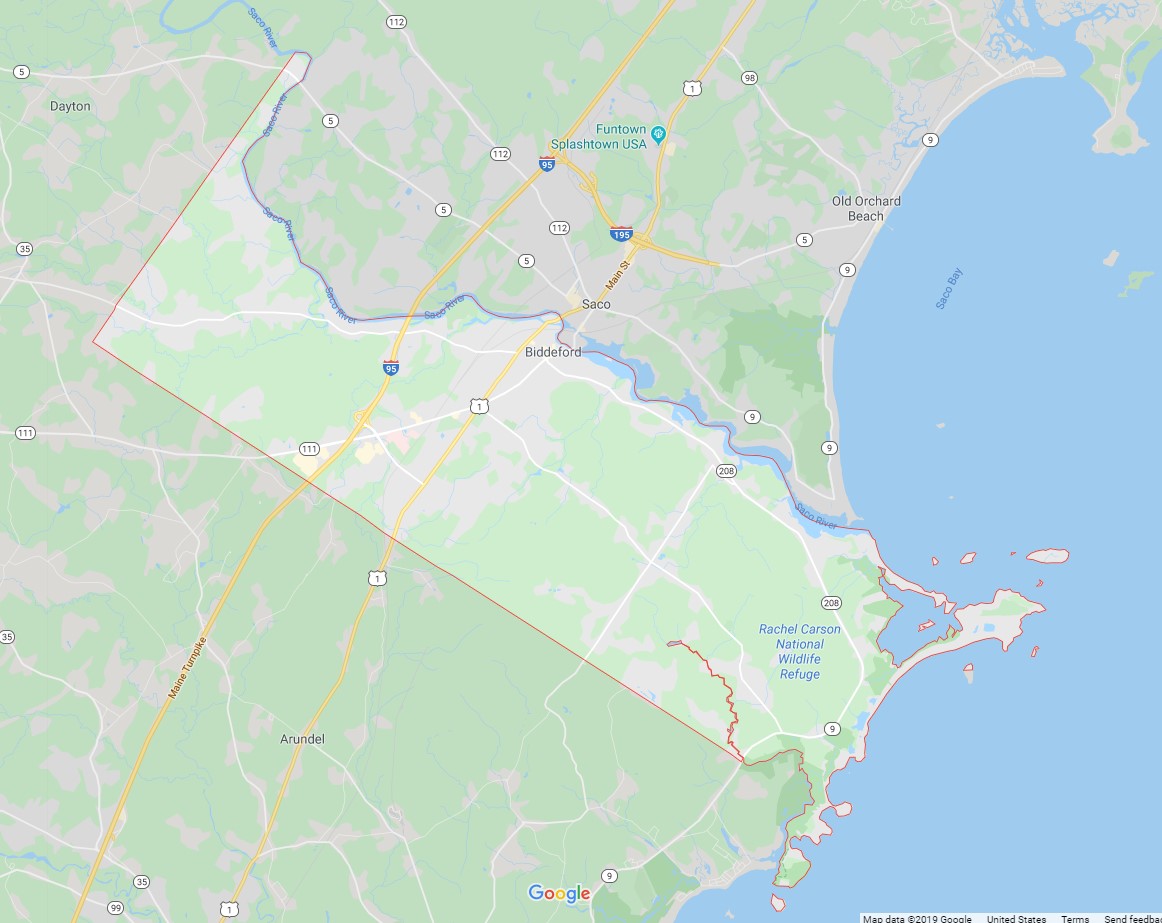 Saco River
112
5
1
98
Dayton
Saco River
5
Funtown
Splashtown USA
9
112
95
Old Orchard
Beach
5
Saco River
112
195
5
35
5
9
Main St
Saco Bay
Saco River
Saco River
Saco
Biddeford
95
1
9
111
111
9
208
Saco River
1
208
35
Rachel Carson
National
Wildlife
Refuge
Maine Turnpike
9
Arundel
9
35
99
1
Google
Map data ©2019 Google
United States
Terms
Send feedba